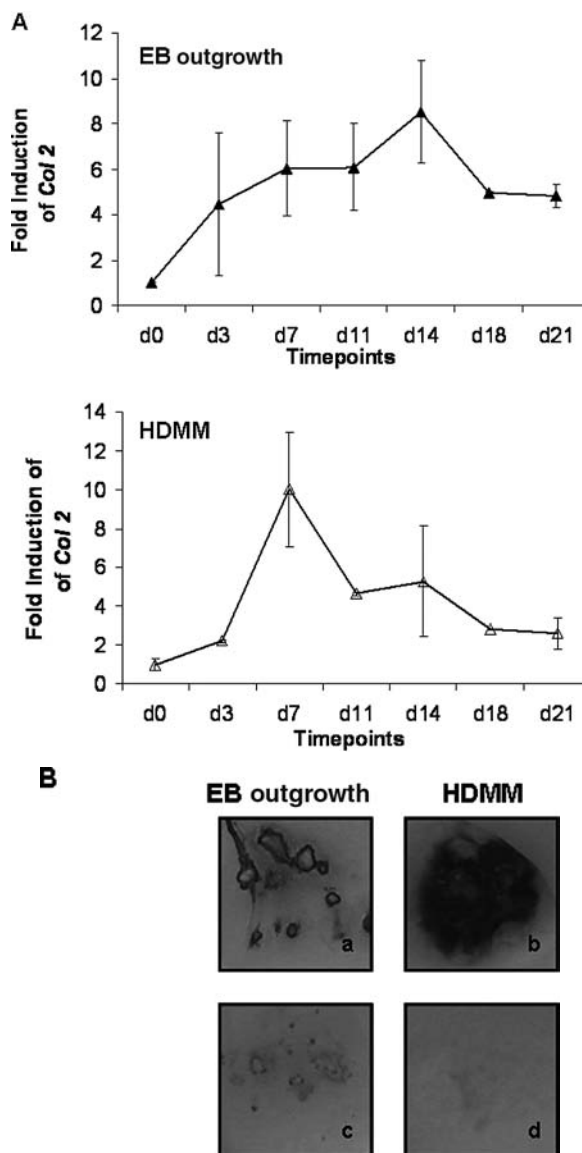 A
EB outgrowth
Fold Induction
of Col 2
12
10
8
6
4
2
0
d0 d3 d7 d11 d14 d18 d21
Timepoints
HDMM
Fold Induction of
of Col 2
14
12
10
8
6
4
2
0
d0 d3 d7 d11 d14 d18 d21
Timepoints
B
EB outgrowth HDMM
a b
c d